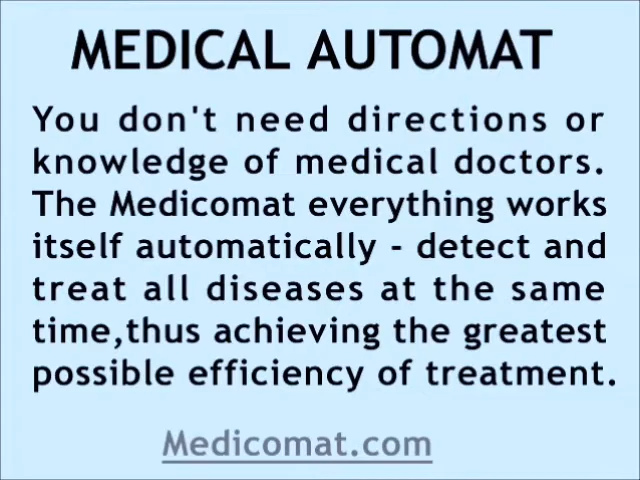 MEDICAL AUTOMAT
You don't need directions or
knowledge of medical doctors.
The Medicomat everything works
itself automatically - detect and
treat all diseases at the same
time,thus achieving the greatest
possible efficiency of treatment.
Medicomat.com